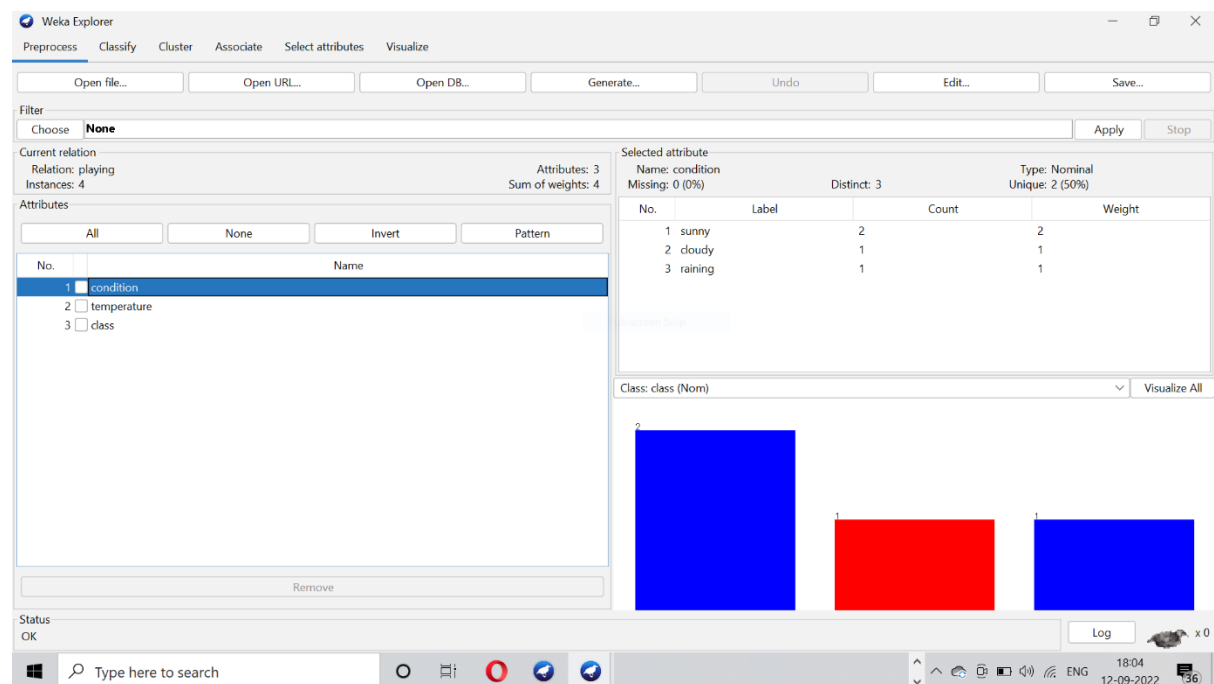 Weka Explorer
Preprocess Classify Cluster Associate Select attributes Visualize
Open file... Open URL... Open DB... Generate... Undo Edit... Save...
Filter
Choose None Apply Stop
Current relation
Relation: playing Attributes: 3
Instances: 4 Sum of weights: 4
Attributes
All None Invert Pattern
No. Name
1 condition
2 temperature
3 class
Remove
Selected attribute
Name: condition Type: Nominal
Missing: 0 (0%) Distinct: 3 Unique: 2 (50%)
No. Label Count Weight
1 sunny 2 2
2 cloudy 1 1
3 raining 1 1
Class: class (Nom) Visualize All
2
1 1
Status
OK
Log x 0
Type here to search ENG 18:04
12-09-2022 36